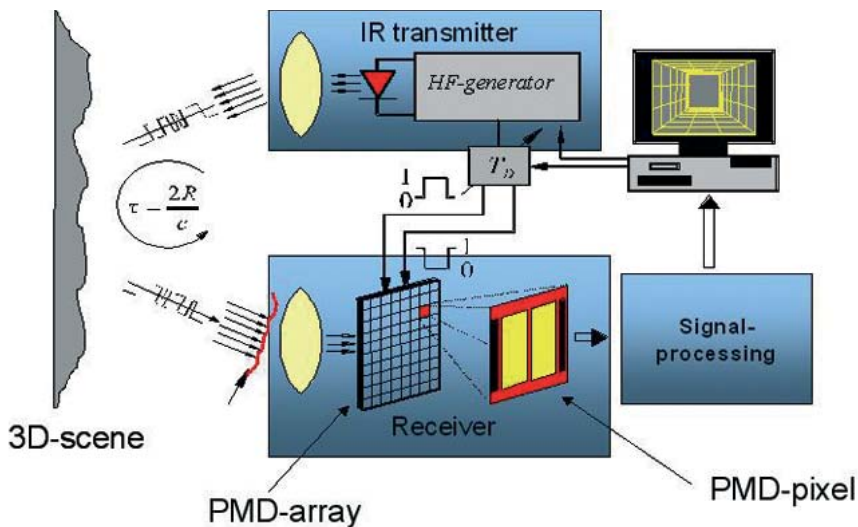 IR transmitter
HF-generator
T_D
1
0
τ = 2R
c
1
0
Signal-
processing
Receiver
3D-scene
PMD-array
PMD-pixel